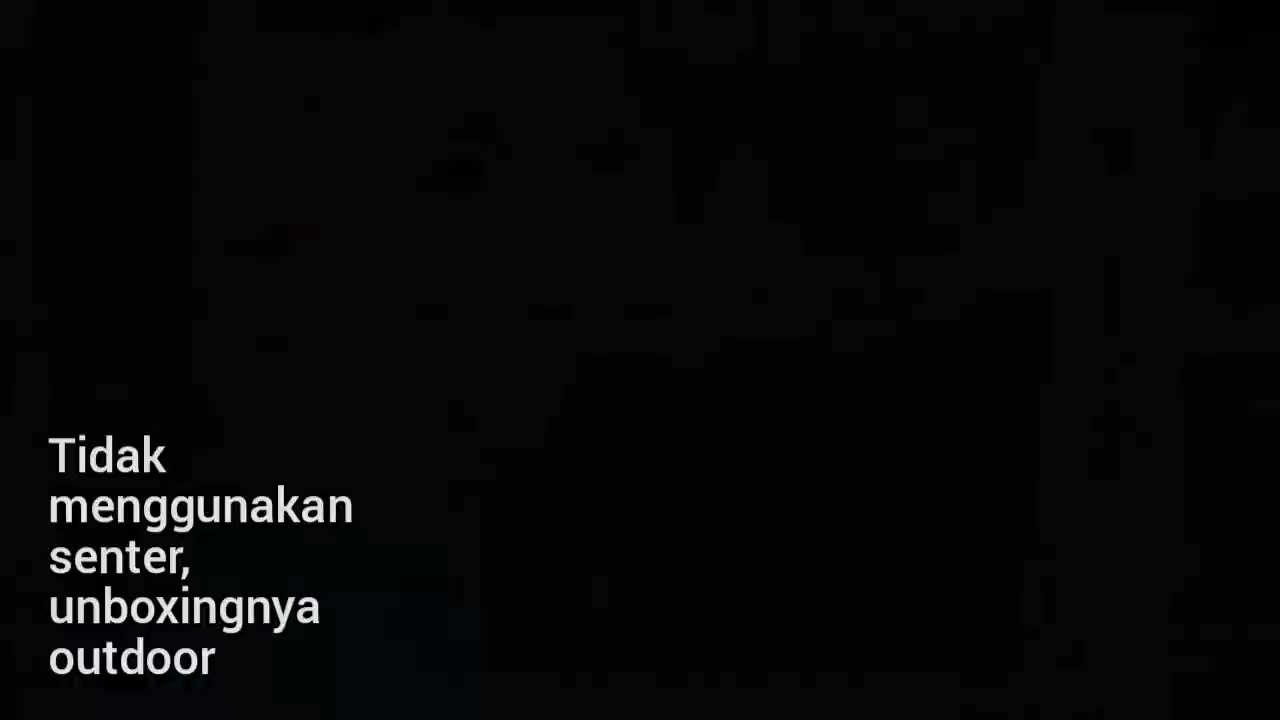 Tidak
menggunakan
senter,
unboxingnya
outdoor